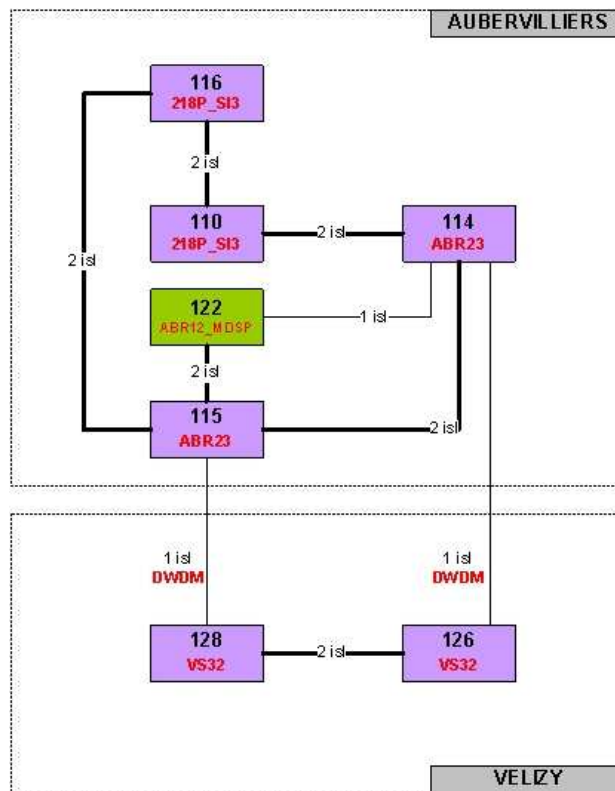 AUBERVILLIERS
116
218P_SI3
2 isl
110
218P_SI3
2 isl
114
ABR23
2 isl
122
ABR12_MDSP
1 isl
2 isl
115
ABR23
2 isl
1 isl
DWDM
1 isl
DWDM
128
VS32
2 isl
126
VS32
VELIZY